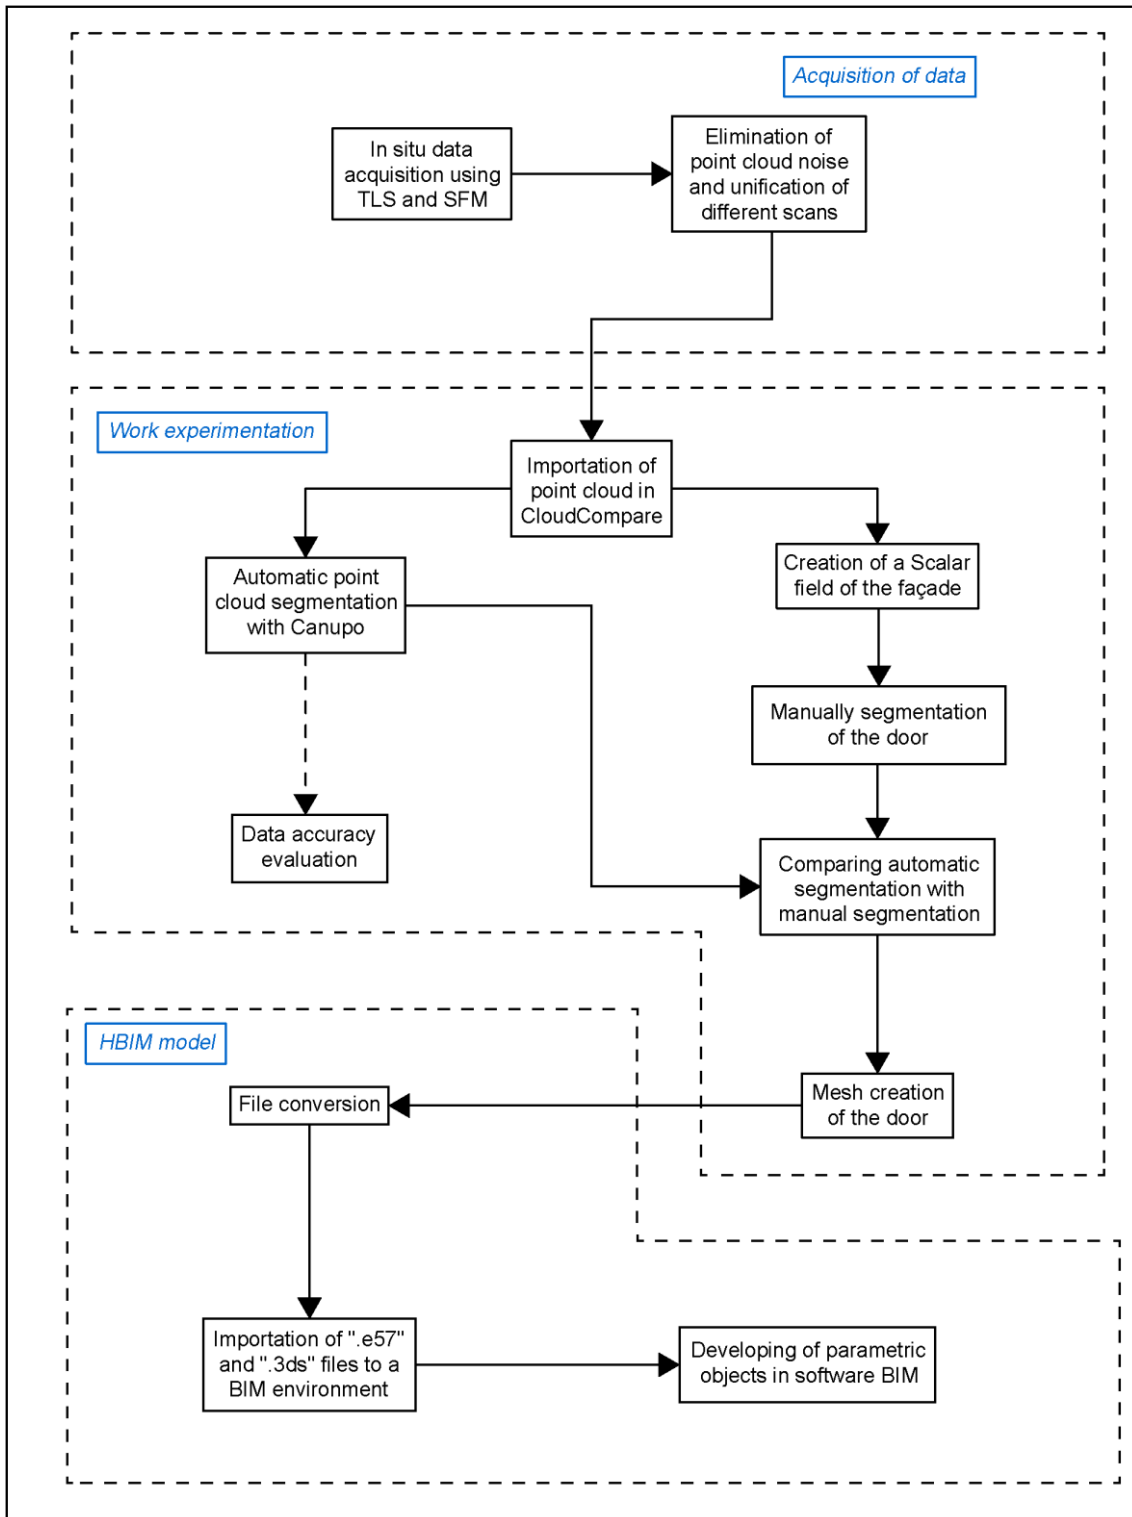 Acquisition of data
In situ data
acquisition using
TLS and SFM
Elimination of
point cloud noise
and unification of
different scans
Work experimentation
Importation of
point cloud in
CloudCompare
Automatic point
cloud segmentation
with Canupo
Creation of a Scalar
field of the façade
Manually segmentation
of the door
Data accuracy
evaluation
Comparing automatic
segmentation with
manual segmentation
HBIM model
File conversion
Mesh creation
of the door
Importation of ".e57"
and ".3ds" files to a
BIM environment
Developing of parametric
objects in software BIM